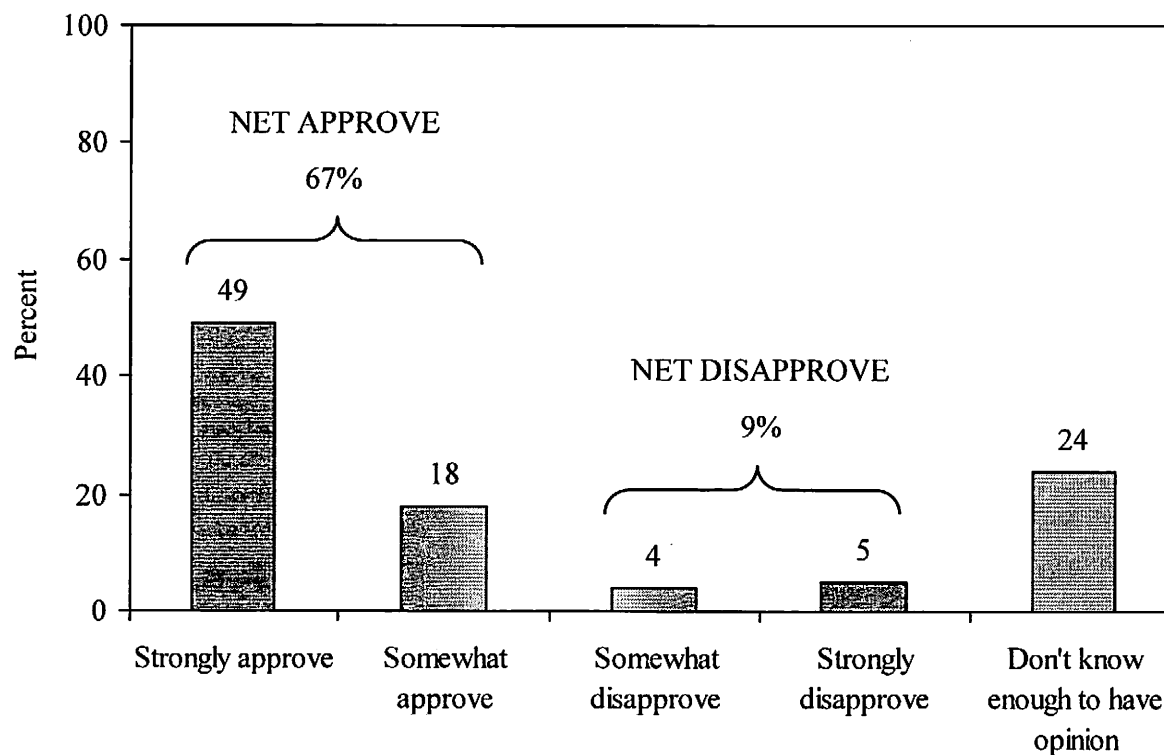 100
80
60
40
20
0
Percent
NET APPROVE
67%
49
18
NET DISAPPROVE
9%
4
5
24
Strongly approve
Somewhat
approve
Somewhat
disapprove
Strongly
disapprove
Don't know
enough to have
opinion